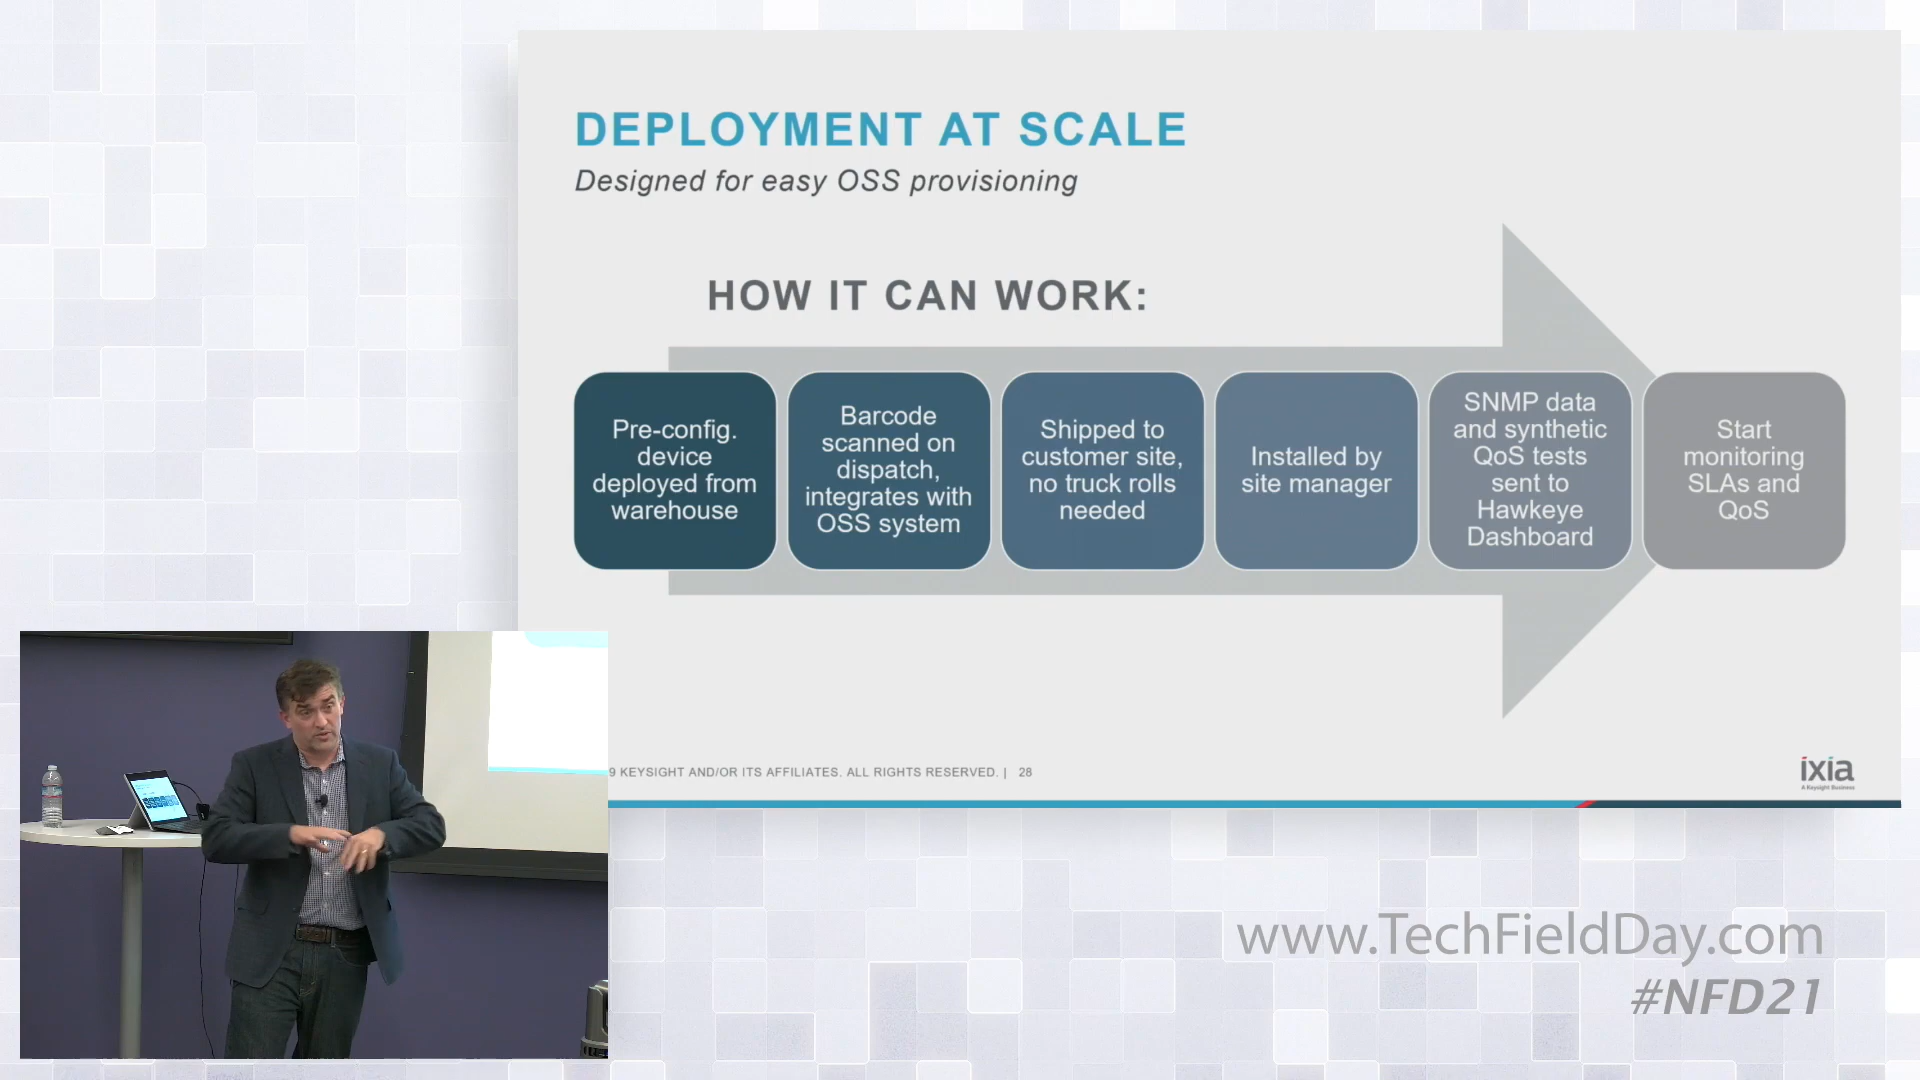 DEPLOYMENT AT SCALE
Designed for easy OSS provisioning
HOW IT CAN WORK:
Pre-config.
device
deployed from
warehouse
Barcode
scanned on
dispatch,
integrates with
OSS system
Shipped to
customer site,
no truck rolls
needed
Installed by
site manager
SNMP data
and synthetic
QoS tests
sent to
Hawkeye
Dashboard
Start
monitoring
SLAs and
QoS
9 KEYSIGHT AND/OR ITS AFFILIATES. ALL RIGHTS RESERVED. | 28
ixia
A Keysight Business
www.TechFieldDay.com
#NFD21